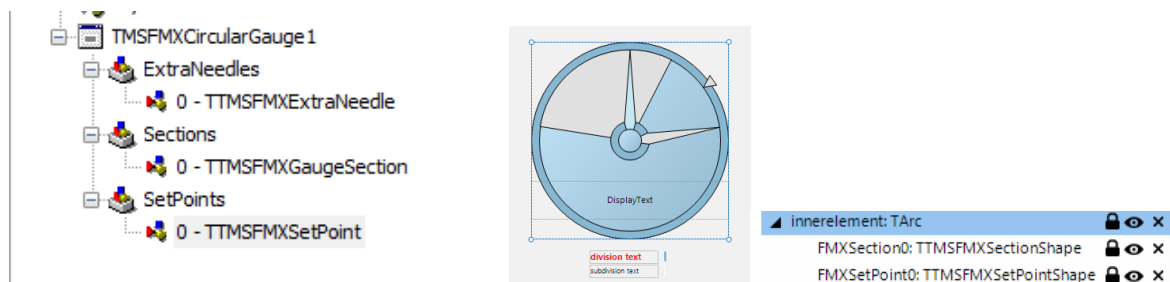 TMSFMXCircularGauge1
ExtraNeedles
0 - TTMSFMXExtraNeedle
Sections
0 - TTMSFMXGaugeSection
SetPoints
0 - TTMSFMXSetPoint
DisplayText
division text
subdivision text
innerelement: TArc
FMXSection0: TTMSFMXSectionShape
FMXSetPoint0: TTMSFMXSetPointShape